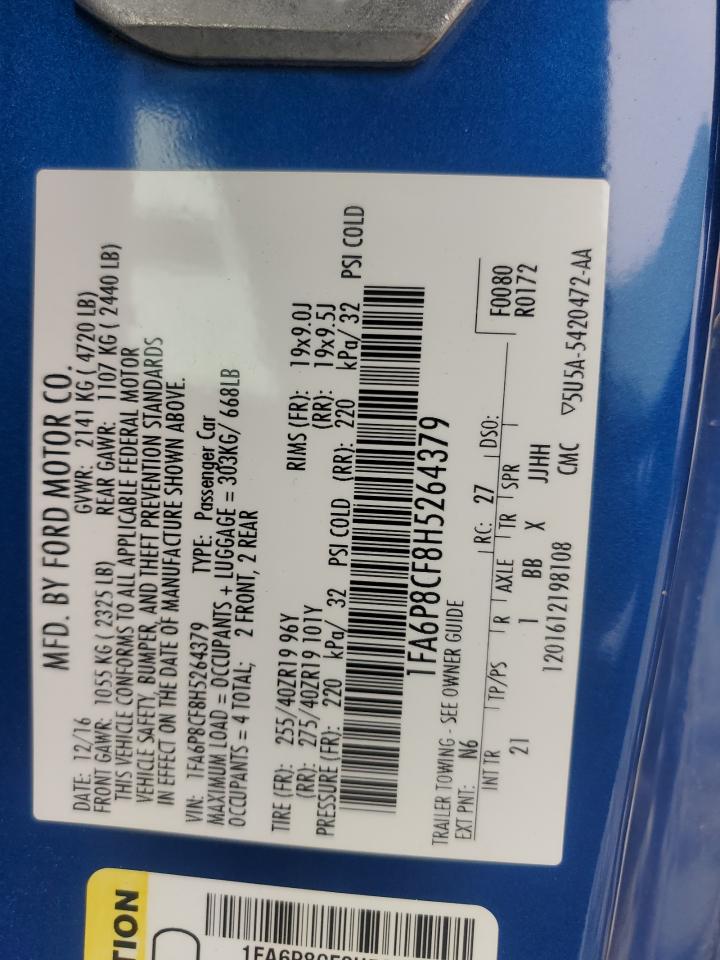 MFD. BY FORD MOTOR CO.
DATE: 12/16 GVWR: 2141 KG ( 4720 LB)
FRONT GAWR: 1055 KG ( 2325 LB) REAR GAWR: 1107 KG ( 2440 LB)
THIS VEHICLE CONFORMS TO ALL APPLICABLE FEDERAL MOTOR
VEHICLE SAFETY, BUMPER, AND THEFT PREVENTION STANDARDS
IN EFFECT ON THE DATE OF MANUFACTURE SHOWN ABOVE.
VIN: 1FA6P8CF8H5264379 TYPE: Passenger Car
MAXIMUM LOAD = OCCUPANTS + LUGGAGE = 303KG/ 668LB
OCCUPANTS = 4 TOTAL; 2 FRONT, 2 REAR
TIRE (FR): 255/40ZR19 96Y RIMS (FR): 19x9.0J
(RR): 275/40ZR19 101Y (RR): 19x9.5J
PRESSURE (FR): 220 kPa/ 32 PSI COLD (RR): 220 kPa/ 32 PSI COLD
1FA6P8CF8H5264379
TRAILER TOWING - SEE OWNER GUIDE
EXT PNT: N6 RC: 27 DSO: F0080
R0172
INT TR TP/PS R AXLE TR SPR
21 1 BB X JJHH
1201612198108 CMC ▽5U5A-5420472-AA
TION